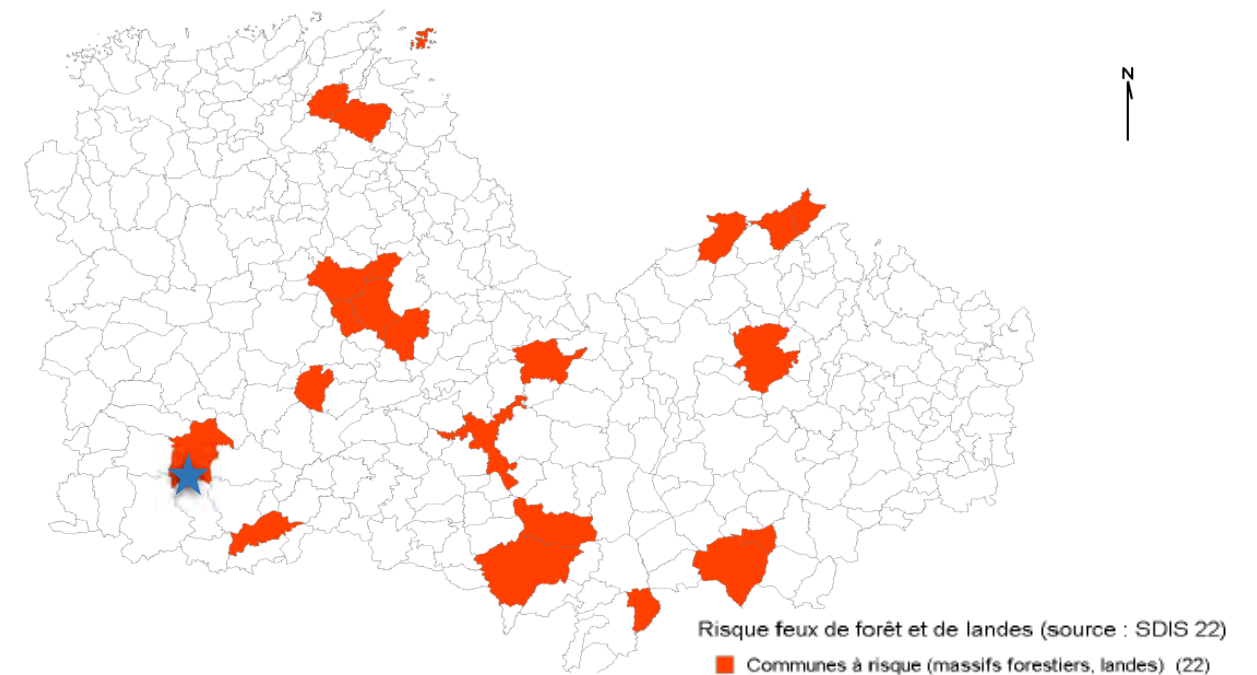 N
Risque feux de forêt et de landes (source : SDIS 22)
Communes à risque (massifs forestiers, landes) (22)